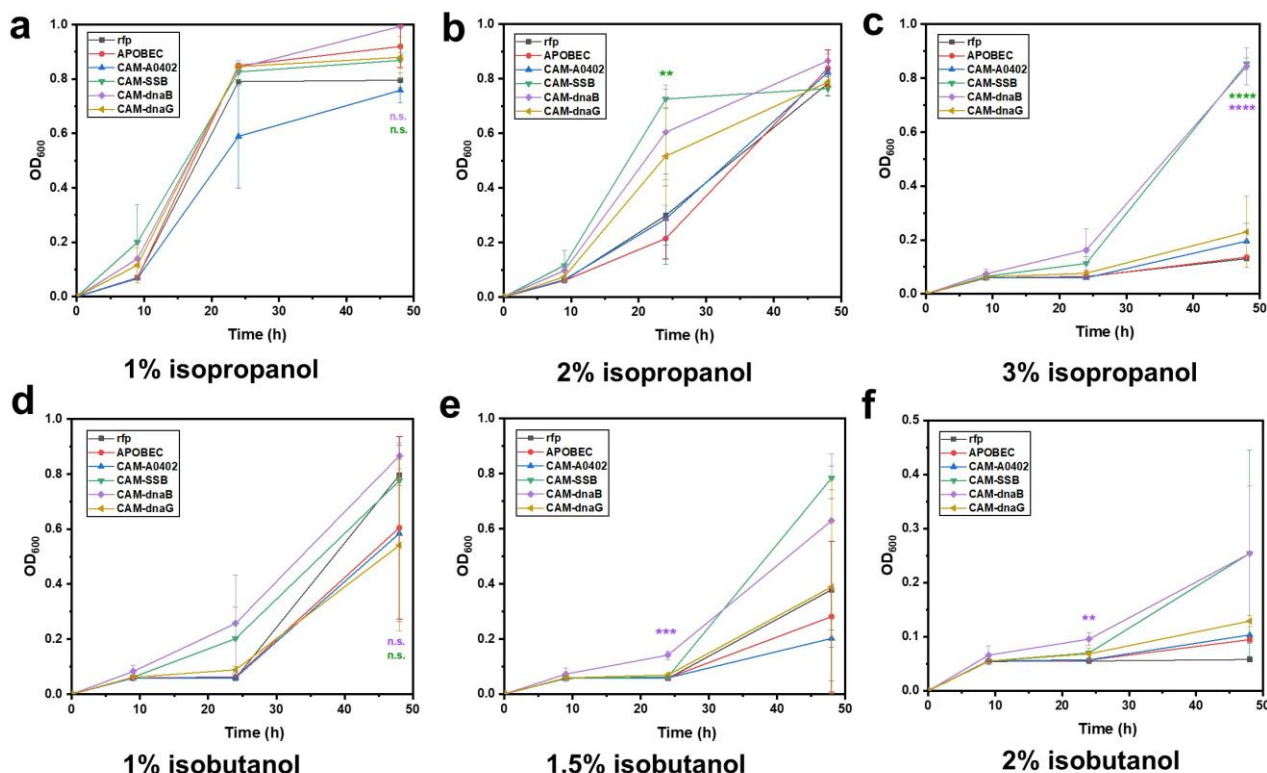 a
rfp
APOBEC
CAM-A0402
CAM-SSB
CAM-dnaB
CAM-dnaG
n.s.
n.s.
OD600
1.0
0.8
0.6
0.4
0.2
0.0
0
10
20
30
40
50
Time (h)
1% isopropanol
b
rfp
APOBEC
CAM-A0402
CAM-SSB
CAM-dnaB
CAM-dnaG
**
OD600
1.0
0.8
0.6
0.4
0.2
0.0
0
10
20
30
40
50
Time (h)
2% isopropanol
c
rfp
APOBEC
CAM-A0402
CAM-SSB
CAM-dnaB
CAM-dnaG
****
****
OD600
1.0
0.8
0.6
0.4
0.2
0.0
0
10
20
30
40
50
Time (h)
3% isopropanol
d
rfp
APOBEC
CAM-A0402
CAM-SSB
CAM-dnaB
CAM-dnaG
n.s.
n.s.
OD600
1.0
0.8
0.6
0.4
0.2
0.0
0
10
20
30
40
50
Time (h)
1% isobutanol
e
rfp
APOBEC
CAM-A0402
CAM-SSB
CAM-dnaB
CAM-dnaG
***
OD600
1.0
0.8
0.6
0.4
0.2
0.0
0
10
20
30
40
50
Time (h)
1.5% isobutanol
f
rfp
APOBEC
CAM-A0402
CAM-SSB
CAM-dnaB
CAM-dnaG
**
OD600
0.5
0.4
0.3
0.2
0.1
0.0
0
10
20
30
40
50
Time (h)
2% isobutanol